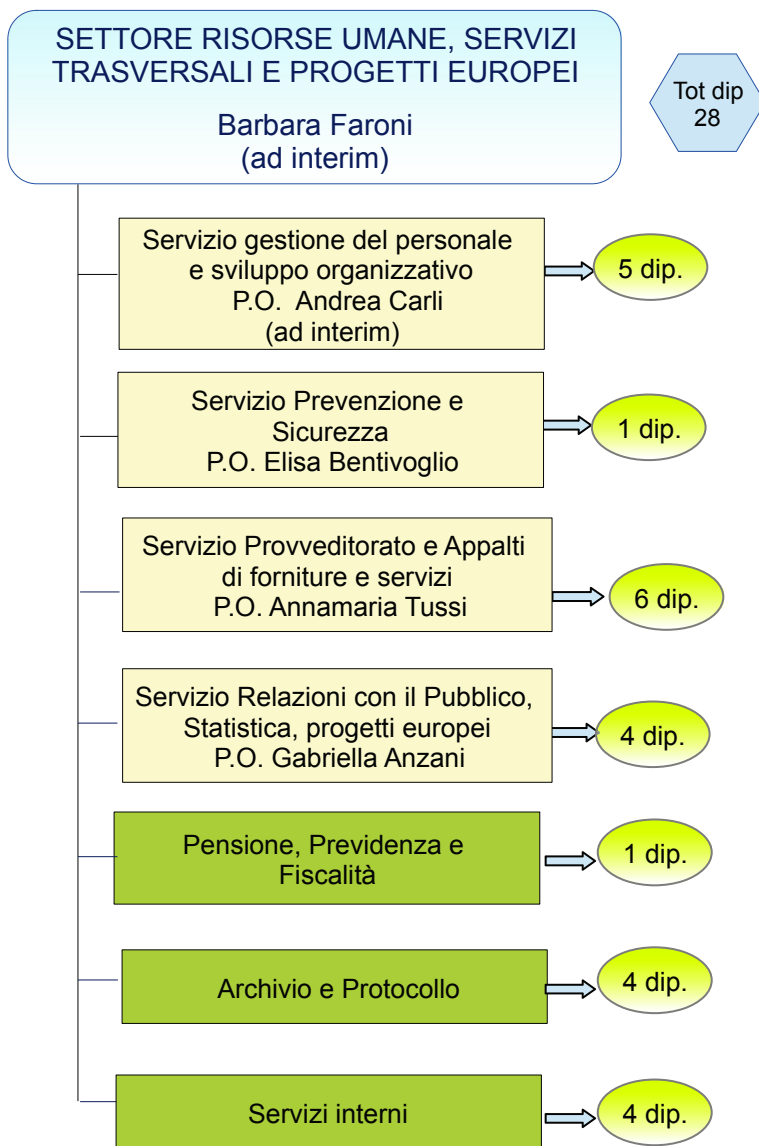 SETTORE RISORSE UMANE, SERVIZI
TRASVERSALI E PROGETTI EUROPEI
Barbara Faroni
(ad interim)
Tot dip
28
Servizio gestione del personale
e sviluppo organizzativo
P.O. Andrea Carli
(ad interim)
5 dip.
Servizio Prevenzione e
Sicurezza
P.O. Elisa Bentivoglio
1 dip.
Servizio Provveditorato e Appalti
di forniture e servizi
P.O. Annamaria Tussi
6 dip.
Servizio Relazioni con il Pubblico,
Statistica, progetti europei
P.O. Gabriella Anzani
4 dip.
Pensione, Previdenza e
Fiscalità
1 dip.
Archivio e Protocollo
4 dip.
Servizi interni
4 dip.